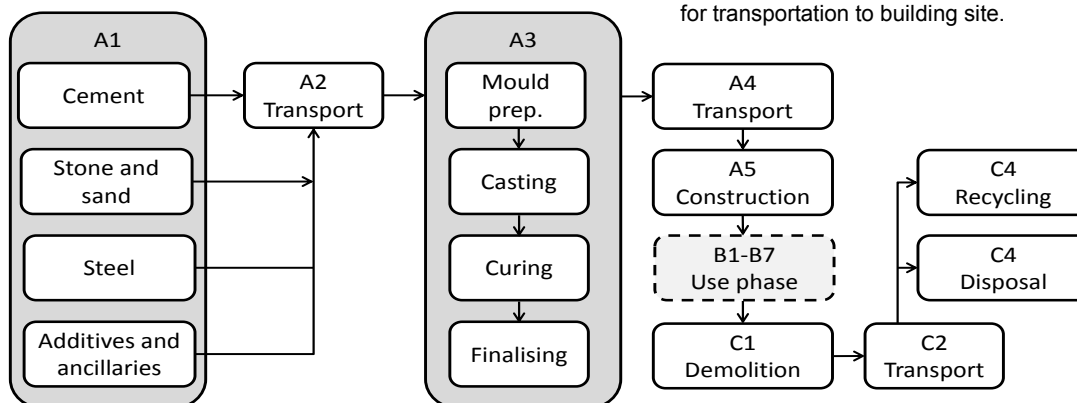 for transportation to building site.
A1
Cement
Stone and
sand
Steel
Additives and
ancillaries
A2
Transport
A3
Mould
prep.
Casting
Curing
Finalising
A4
Transport
A5
Construction
B1-B7
Use phase
C1
Demolition
C2
Transport
C4
Recycling
C4
Disposal